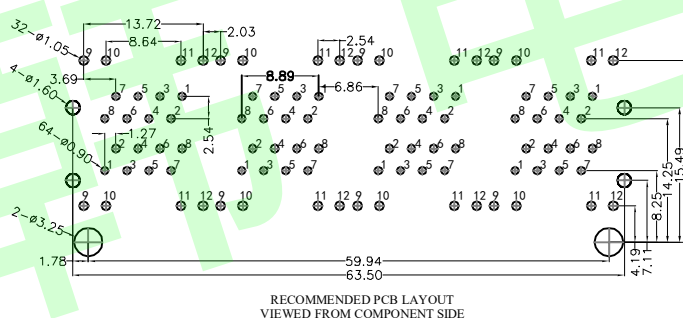 13.72
2.03
32-ø1.05
9 10 11 12 9 10 11 12 9 10 11 12 9 10 11 12
8.64
2.54
3.69
8.89
6.86
7 5 3 1 7 5 3 7 5 3 1 7 5 3 1
4-ø1.60
8 6 4 2 8 6 4 2 8 6 4 2 8 6 4 2
1.27
2.54
64-ø0.90
2 4 6 8 2 4 6 8 2 4 6 8 2 4 6 8
1 3 5 7 1 3 5 7 1 3 5 7 1 3 5 7
9 10 11 12 9 10 11 12 9 10 11 12 9 10 11 12
2-ø3.25
4.19
7.11
8.25
14.25
15.49
1.78
59.94
63.50
RECOMMENDED PCB LAYOUT
VIEWED FROM COMPONENT SIDE